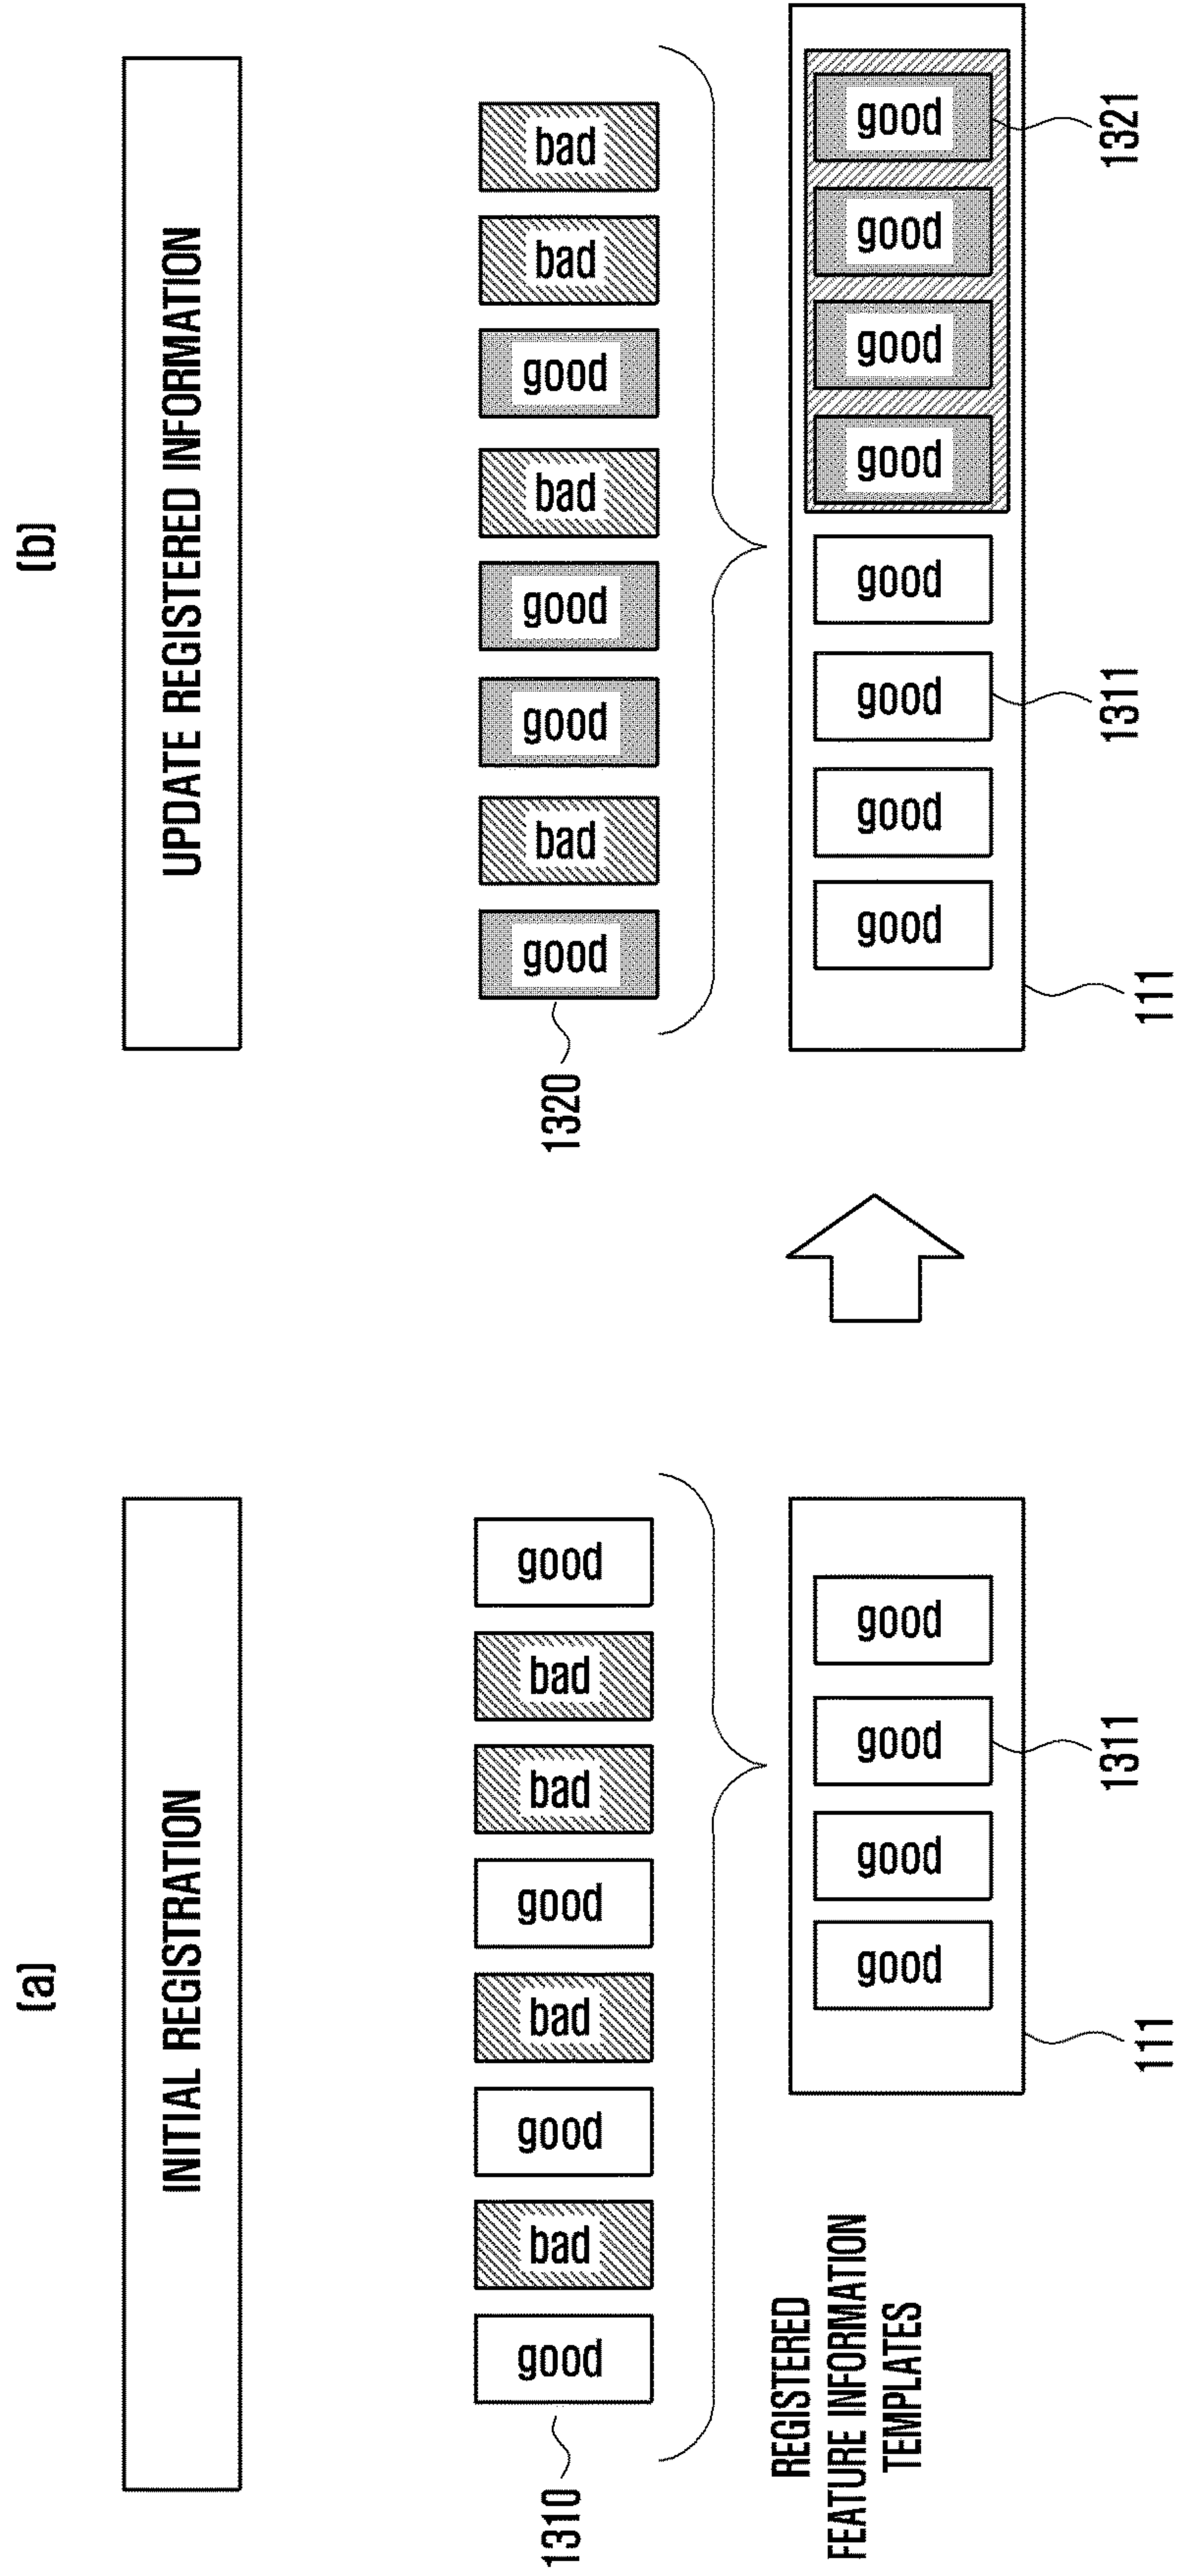 (a)
INITIAL REGISTRATION
1310
good bad good bad good bad bad good
REGISTERED
FEATURE INFORMATION
TEMPLATES
good good good good
111
1311
(b)
UPDATE REGISTERED INFORMATION
1320
good bad good good bad good bad bad
good good good good good good good good
111
1311
1321